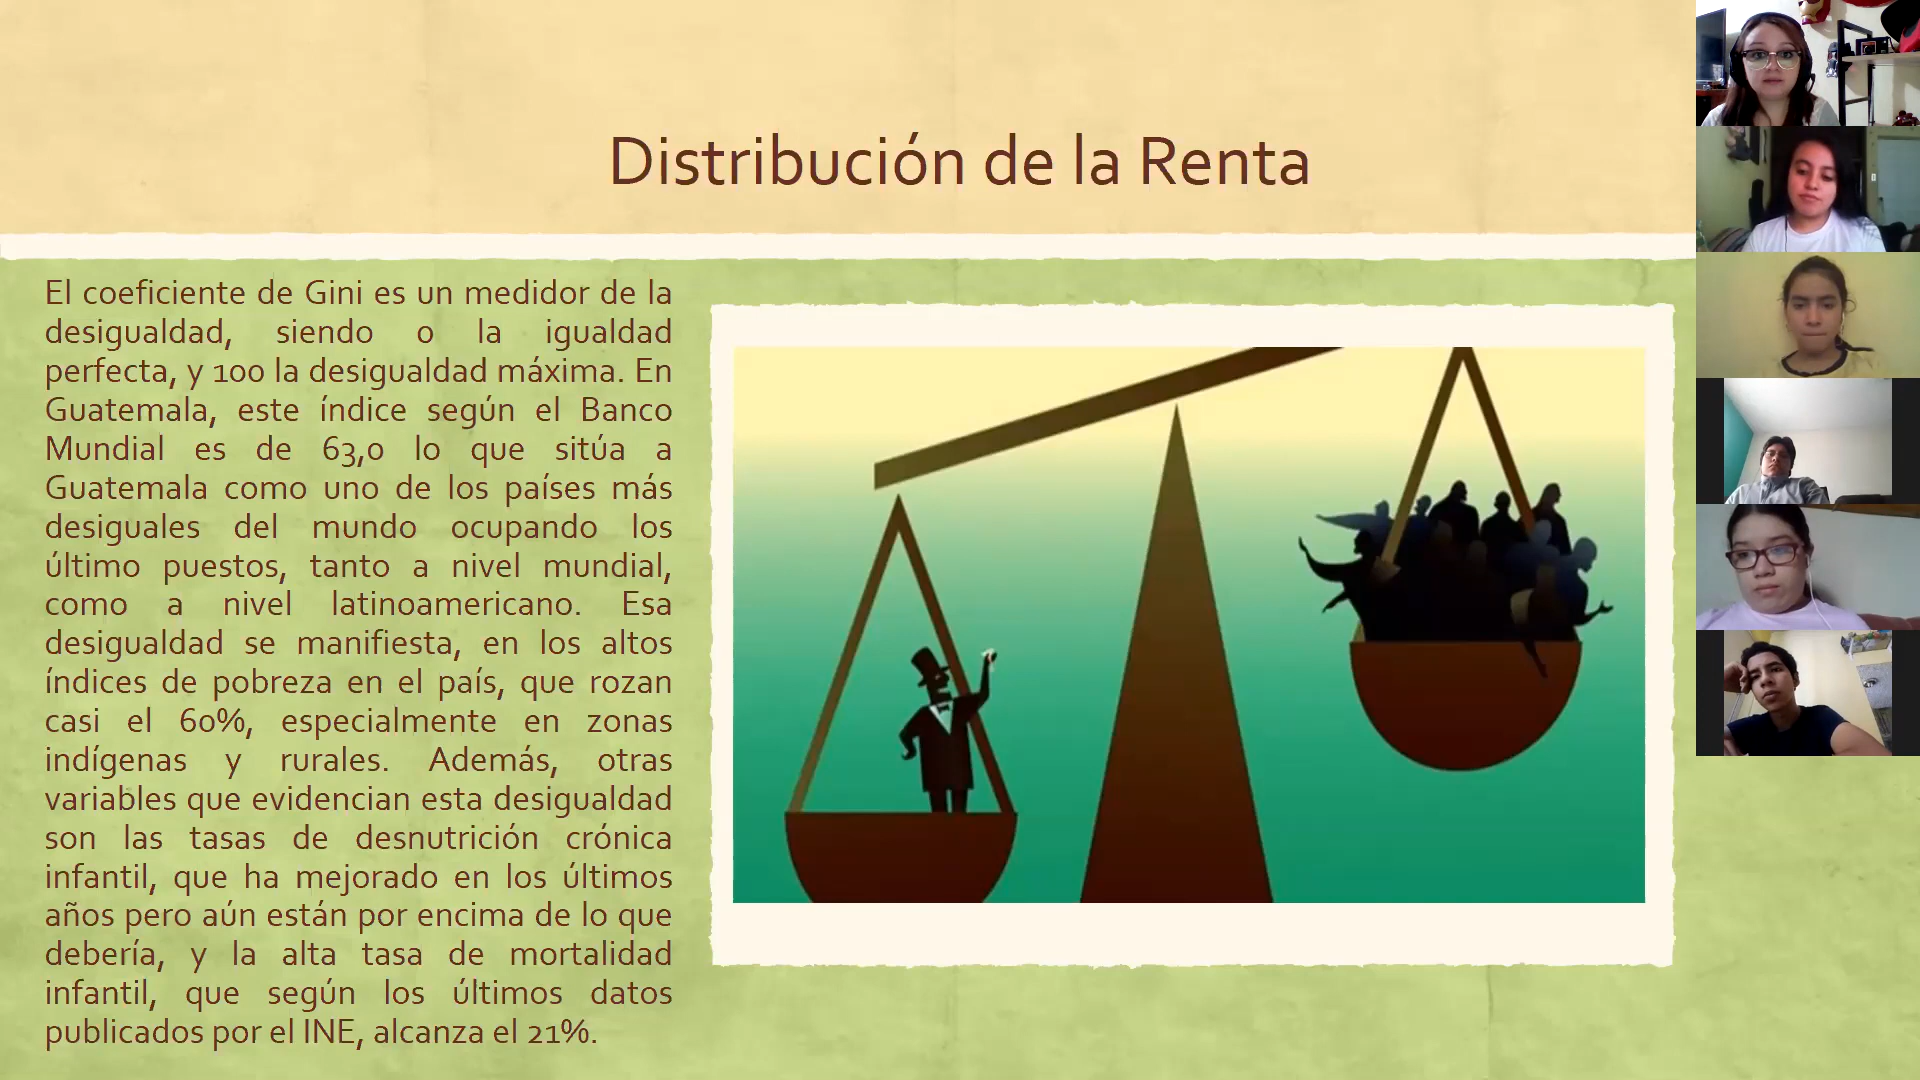 Distribución de la Renta
El coeficiente de Gini es un medidor de la
desigualdad, siendo 0 la igualdad
perfecta, y 100 la desigualdad máxima. En
Guatemala, este índice según el Banco
Mundial es de 63,0 lo que sitúa a
Guatemala como uno de los países más
desiguales del mundo ocupando los
último puestos, tanto a nivel mundial,
como a nivel latinoamericano. Esa
desigualdad se manifiesta, en los altos
índices de pobreza en el país, que rozan
casi el 60%, especialmente en zonas
indígenas y rurales. Además, otras
variables que evidencian esta desigualdad
son las tasas de desnutrición crónica
infantil, que ha mejorado en los últimos
años pero aún están por encima de lo que
debería, y la alta tasa de mortalidad
infantil, que según los últimos datos
publicados por el INE, alcanza el 21%.